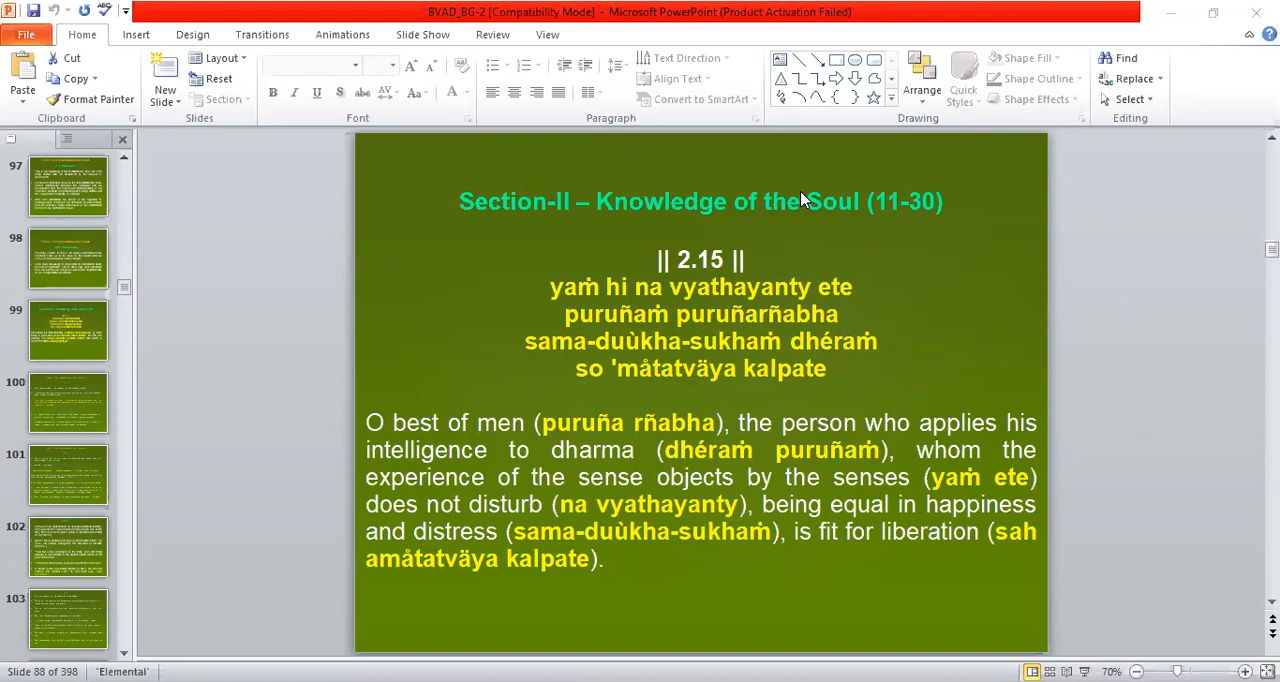 BVAD_BG-2 [Compatibility Mode] - Microsoft PowerPoint (Product Activation Failed)
File Home Insert Design Transitions Animations Slide Show Review View
Paste Cut Copy Format Painter Clipboard
New Slide Layout Reset Section Slides
B I U S abc AV Aa A Font
Text Direction Align Text Convert to SmartArt Paragraph
Arrange Quick Styles Shape Fill Shape Outline Shape Effects Drawing
Find Replace Select Editing
97
98
99
100
101
102
103
Section-II – Knowledge of the Soul (11-30)
|| 2.15 ||
yaṁ hi na vyathayanty ete
puruñaṁ puruñarñabha
sama-duùkha-sukhaṁ dhéraṁ
so 'måtatväya kalpate
O best of men (puruña rñabha), the person who applies his
intelligence to dharma (dhéraṁ puruñaṁ), whom the
experience of the sense objects by the senses (yaṁ ete)
does not disturb (na vyathayanty), being equal in happiness
and distress (sama-duùkha-sukhaṁ), is fit for liberation (sah
amåtatväya kalpate).
Slide 88 of 398 "Elemental" 70%